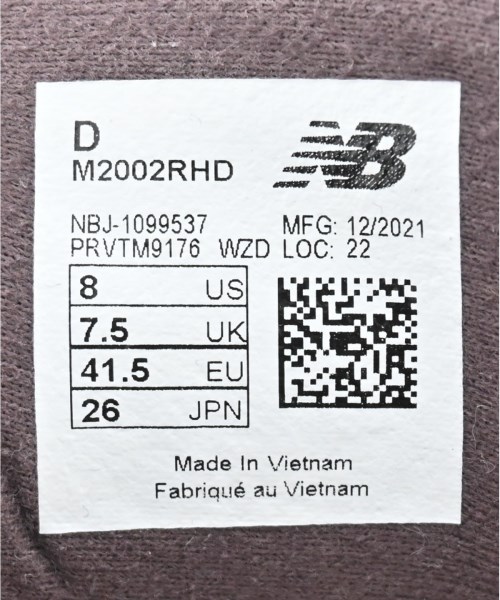 D
M2002RHD
NB
NBJ-1099537 MFG: 12/2021
PRVTM9176 WZD LOC: 22
8 US
7.5 UK
41.5 EU
26 JPN
Made In Vietnam
Fabriqué au Vietnam